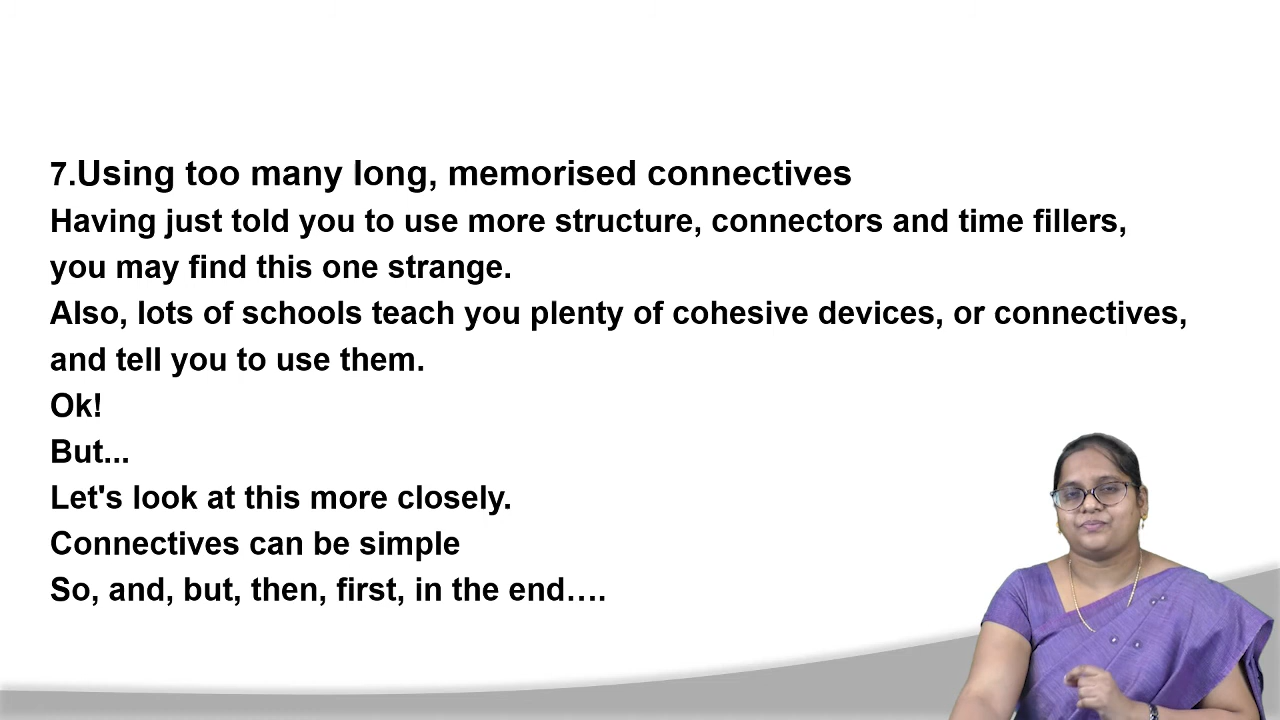 7.Using too many long, memorised connectives
Having just told you to use more structure, connectors and time fillers,
you may find this one strange.
Also, lots of schools teach you plenty of cohesive devices, or connectives,
and tell you to use them.
Ok!
But...
Let's look at this more closely.
Connectives can be simple
So, and, but, then, first, in the end….